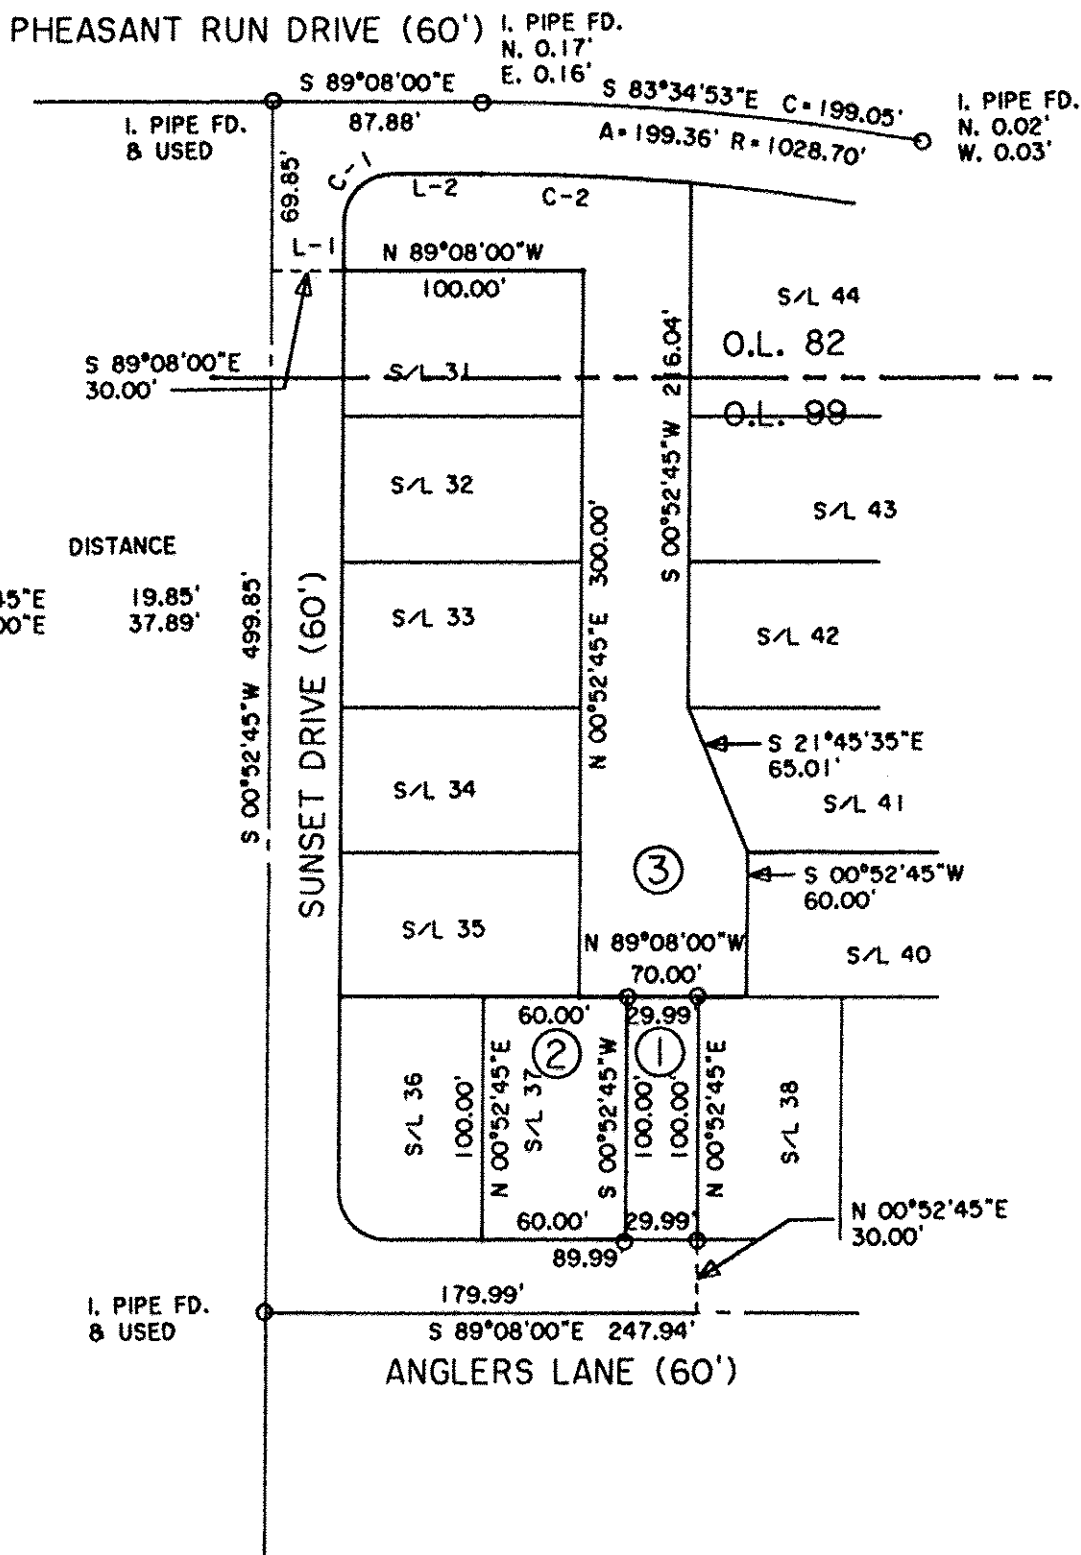 PHEASANT RUN DRIVE (60')
I. PIPE FD.
N. 0.17'
E. 0.16'
S 89°08'00"E
87.88'
S 83°34'53"E C=199.05'
A=199.36' R=1028.70'
I. PIPE FD.
N. 0.02'
W. 0.03'
I. PIPE FD.
& USED
69.85'
C-1
L-2
C-2
L-1
N 89°08'00"W
100.00'
S/L 44
S 89°08'00"E
30.00'
S/L 31
O.L. 82
O.L. 99
S 00°52'45"W 216.04'
S/L 32
S/L 43
N 00°52'45"E 300.00'
DISTANCE
45"E 19.85'
00"E 37.89'
S 00°52'45"W 499.85'
SUNSET DRIVE (60')
S/L 33
S/L 42
S 21°45'35"E
65.01'
S/L 34
S/L 41
3
S 00°52'45"W
60.00'
S/L 35
N 89°08'00"W
70.00'
S/L 40
60.00'
29.99'
2
1
S/L 36
100.00'
N 00°52'45"E
S/L 37
S 00°52'45"W
100.00'
100.00'
N 00°52'45"E
S/L 38
60.00'
29.99'
89.99'
N 00°52'45"E
30.00'
I. PIPE FD.
& USED
179.99'
S 89°08'00"E 247.94'
ANGLERS LANE (60')